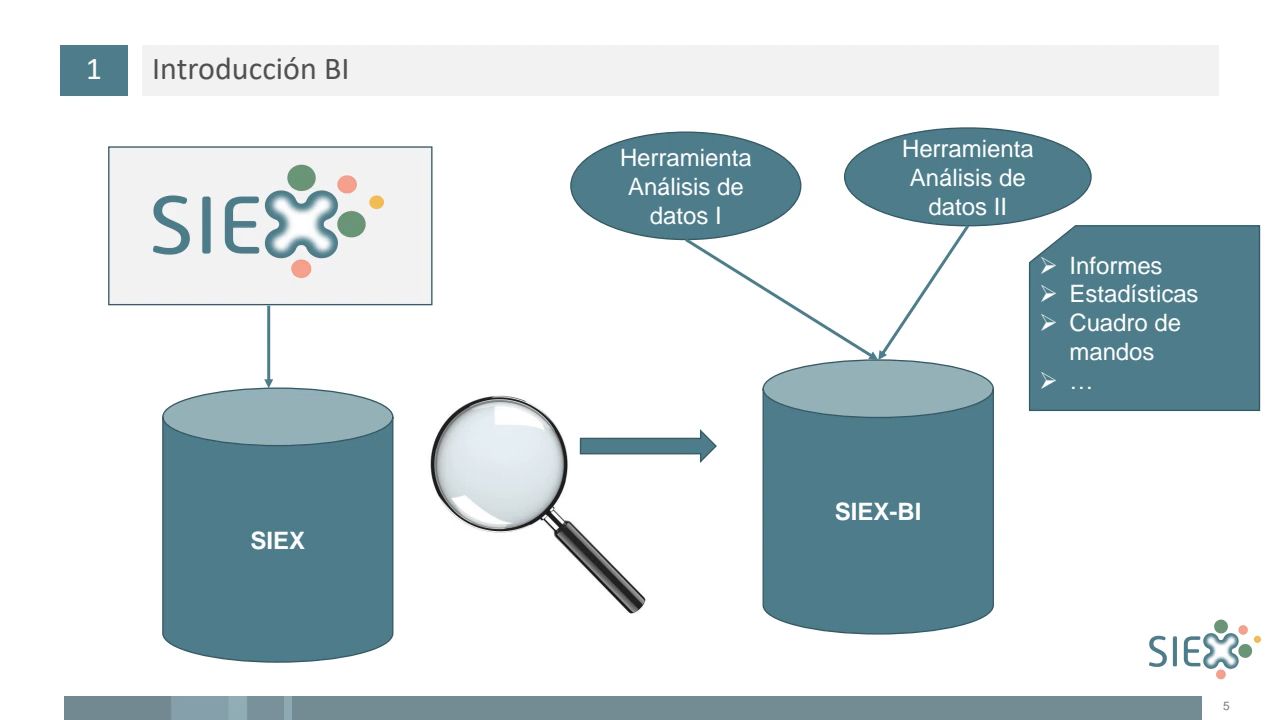 1
Introducción BI
SIEX
Herramienta
Análisis de
datos I
Herramienta
Análisis de
datos II
➢ Informes
➢ Estadísticas
➢ Cuadro de
mandos
➢ …
SIEX
SIEX-BI
SIEX
5